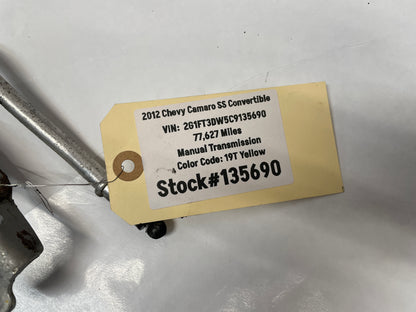 2012 Chevy Camaro SS Convertible
VIN: 2G1FT3DW5C9135690
77,627 Miles
Manual Transmission
Color Code: 19T Yellow
Stock#135690